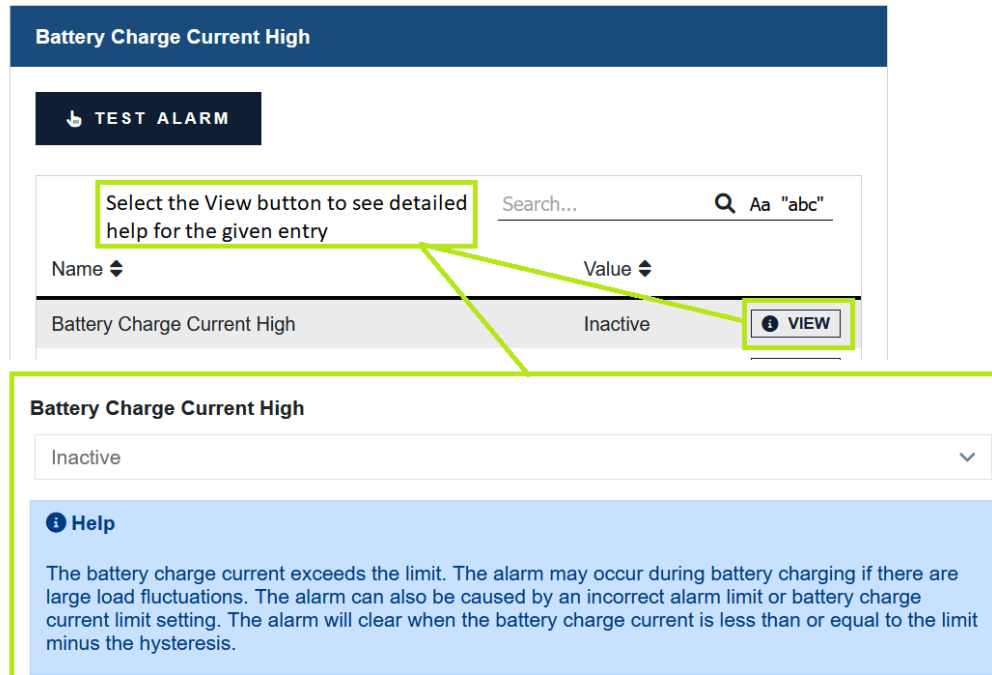 Battery Charge Current High
TEST ALARM
Select the View button to see detailed
help for the given entry
Search...
Aa "abc"
Name
Value
Battery Charge Current High
Inactive
VIEW
Battery Charge Current High
Inactive
Help
The battery charge current exceeds the limit. The alarm may occur during battery charging if there are
large load fluctuations. The alarm can also be caused by an incorrect alarm limit or battery charge
current limit setting. The alarm will clear when the battery charge current is less than or equal to the limit
minus the hysteresis.